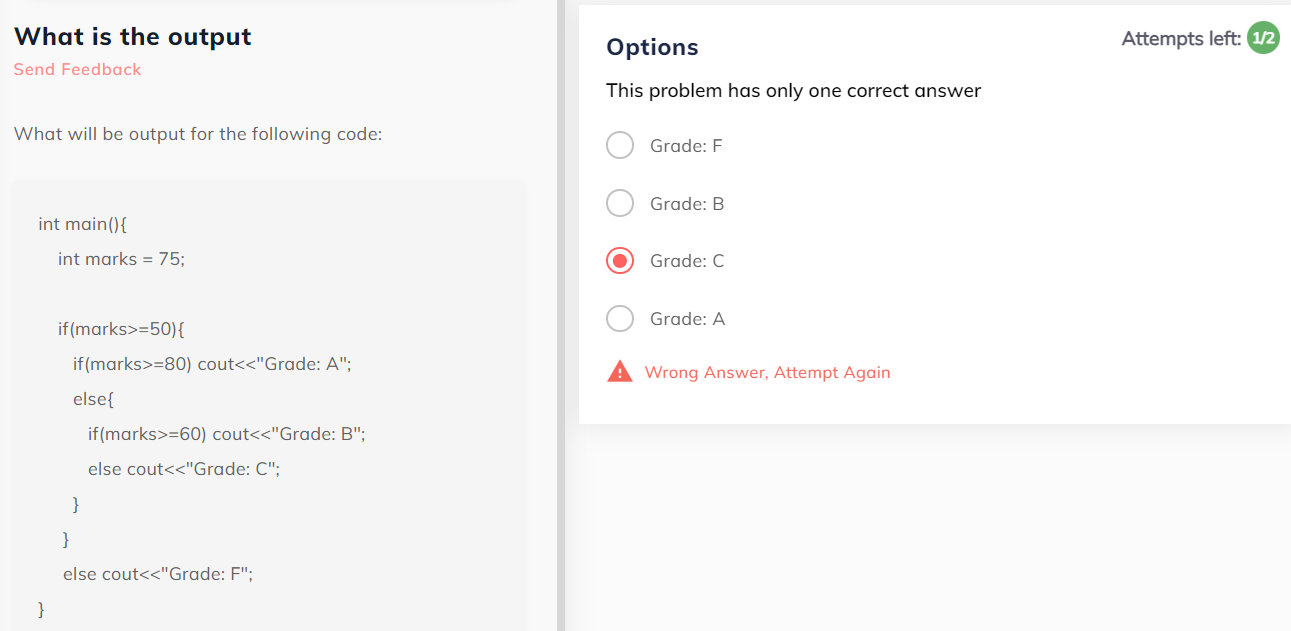 What is the output
Send Feedback
What will be output for the following code:
int main(){
int marks = 75;
if(marks>=50){
if(marks>=80) cout<<"Grade: A";
else{
if(marks>=60) cout<<"Grade: B";
else cout<<"Grade: C";
}
}
else cout<<"Grade: F";
}
Options
Attempts left: 1/2
This problem has only one correct answer
Grade: F
Grade: B
Grade: C
Grade: A
Wrong Answer, Attempt Again